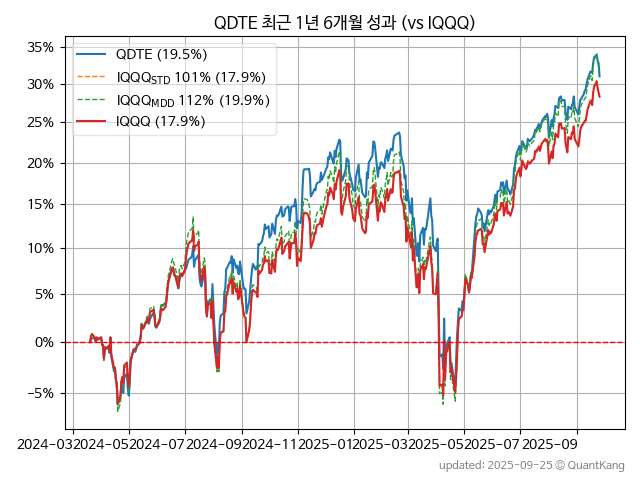 QDTE 최근 1년 6개월 성과 (vs IQQQ)
QDTE (19.5%)
IQQQSTD 101% (17.9%)
IQQQMDD 112% (19.9%)
IQQQ (17.9%)
35%
30%
25%
20%
15%
10%
5%
0%
−5%
2024-03 2024-05 2024-07 2024-09 2024-11 2025-01 2025-03 2025-05 2025-07 2025-09
updated: 2025-09-25 © QuantKang